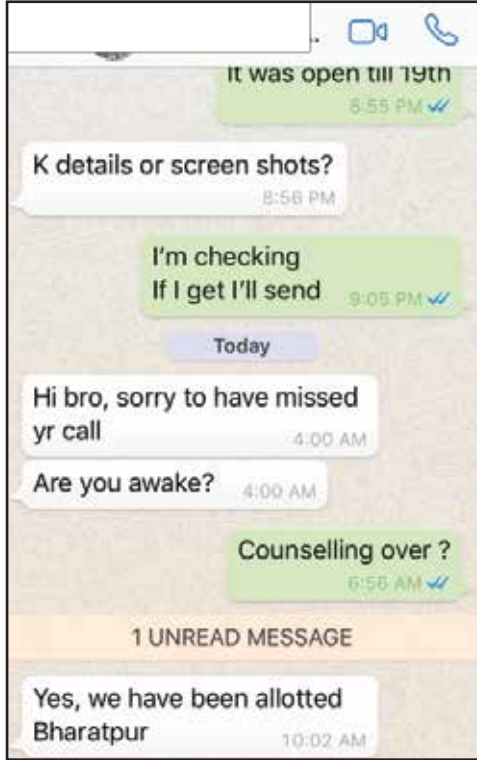 ..
It was open till 19th
8:55 PM
K details or screen shots?
8:56 PM
I'm checking
If I get I'll send
9:05 PM
Today
Hi bro, sorry to have missed
yr call
4:00 AM
Are you awake?
4:00 AM
Counselling over ?
6:56 AM
1 UNREAD MESSAGE
Yes, we have been allotted
Bharatpur
10:02 AM